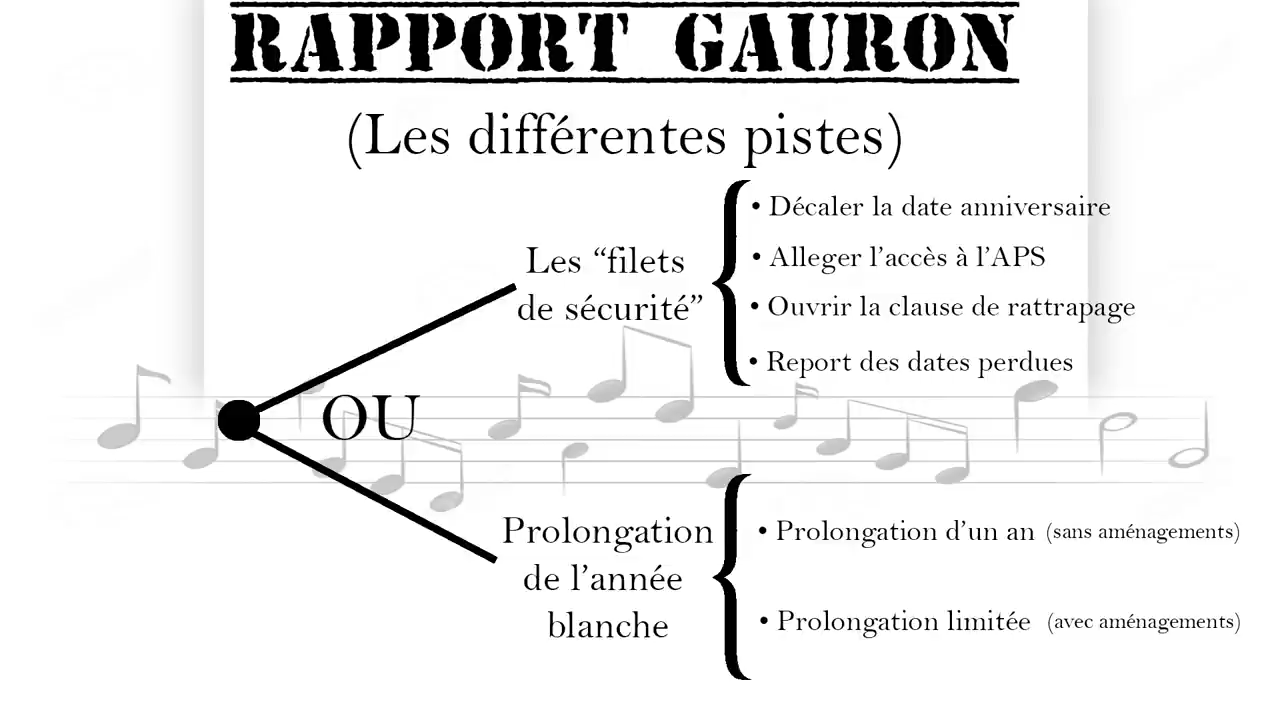 RAPPORT GAURON
(Les différentes pistes)
Les “filets
de sécurité”
• Décaler la date anniversaire
• Alleger l’accès à l’APS
• Ouvrir la clause de rattrapage
• Report des dates perdues
OU
Prolongation
de l’année
blanche
• Prolongation d’un an (sans aménagements)
• Prolongation limitée (avec aménagements)